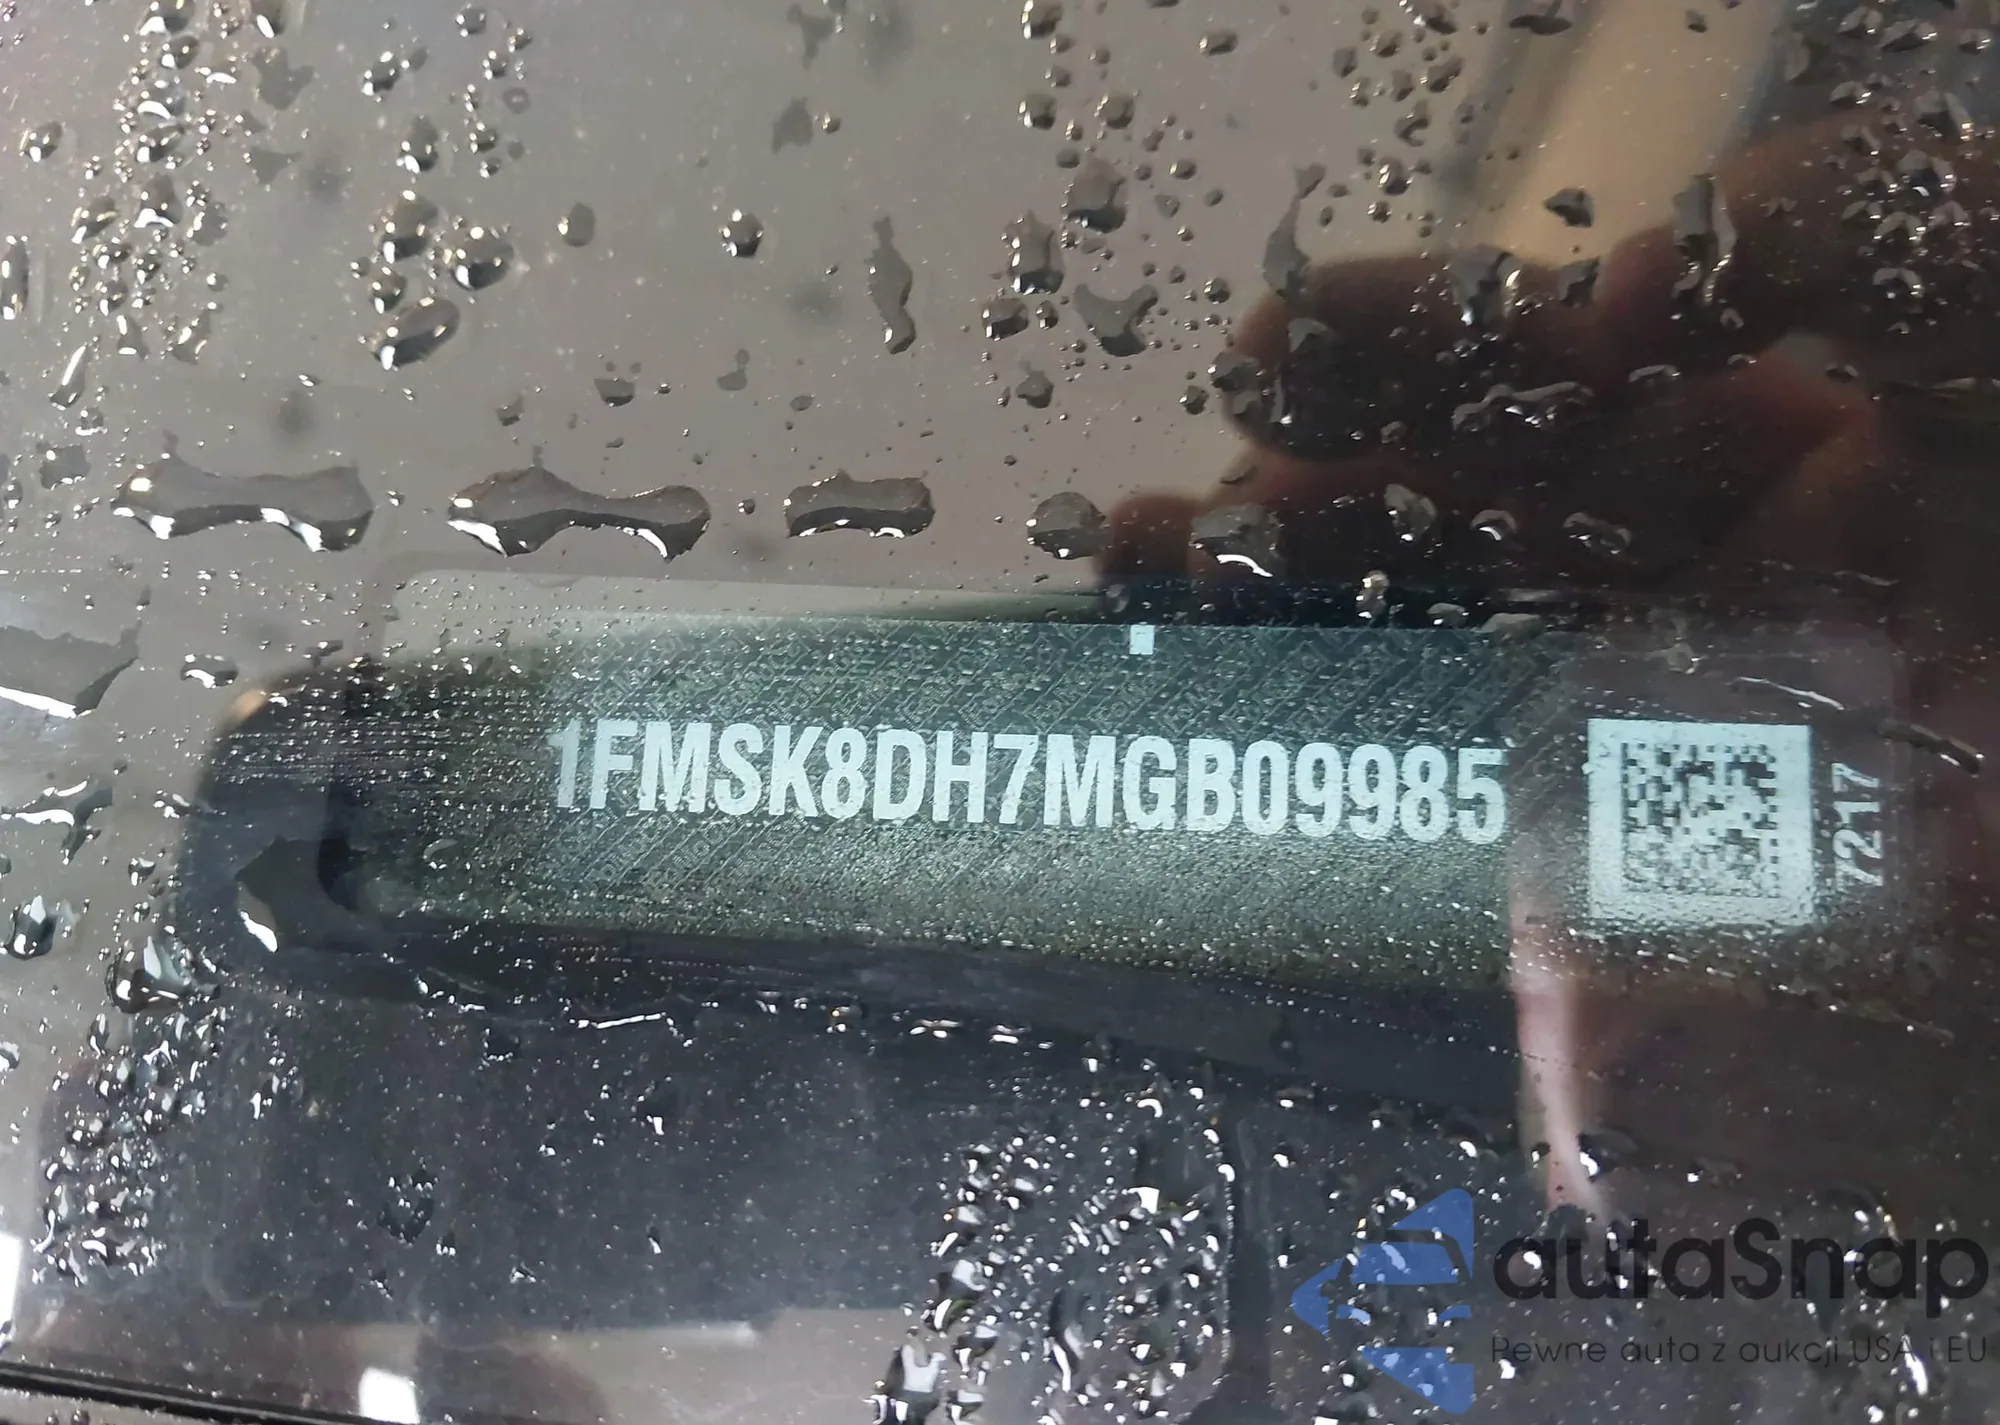 1FMSK8DH7MGB09985
7217
autaSnap
Pewne auta z aukcji USA i EU